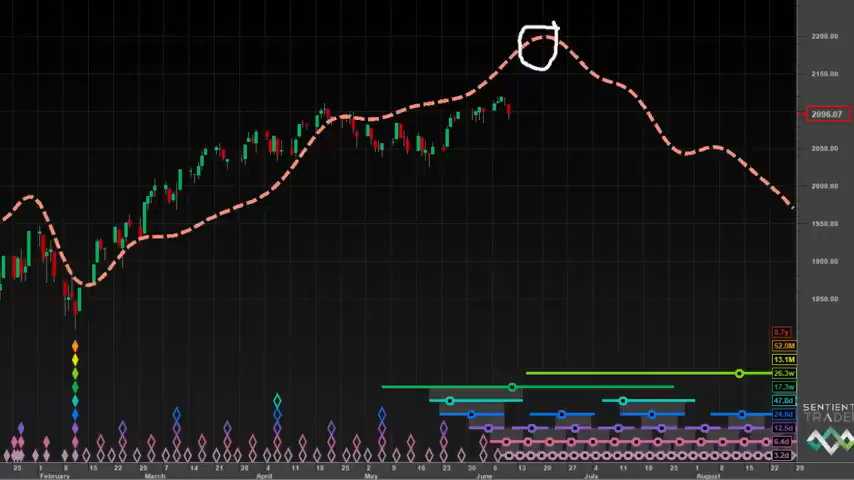 2200.00
2150.00
2096.07
2050.00
2000.00
1950.00
1900.00
1850.00
8.7y
52.0M
13.1M
26.3w
17.3w
47.8d
24.5d
12.5d
6.4d
3.2d
25 1 8 15 22 29 7 14 21 28 4 11 18 25 2 9 16 23 30 6 13 20 27 4 11 18 25 1 8 15 22 29
February March April May June July August
SENTIENT
TRADER